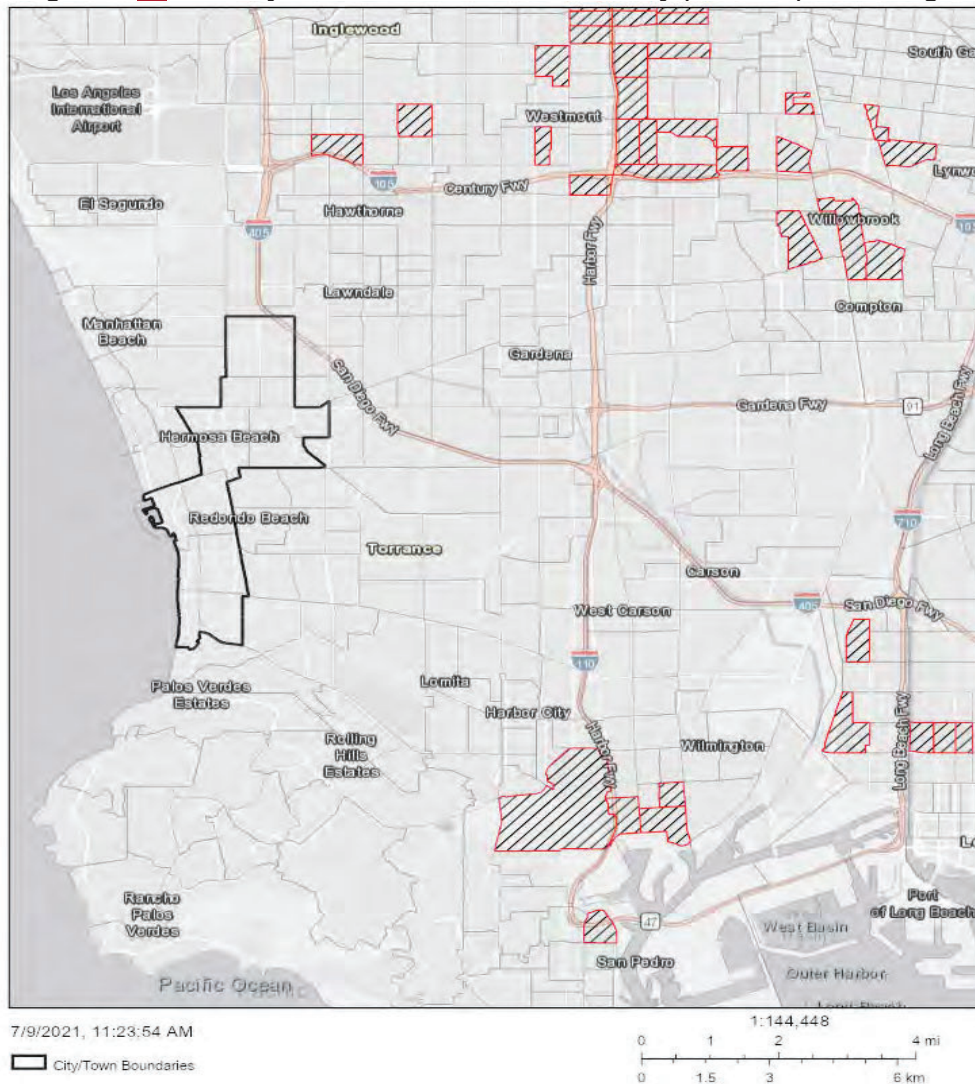 Inglewood
South Ga
Los Angeles
International
Airport
Westmont
Lynwo
105
Century Fwy
El Segundo
Hawthorne
Willowbrook
405
Harbor Fwy
Lawndale
Compton
Manhattan
Beach
Gardena
San Diego Fwy
Gardena Fwy
91
Long Beach Fwy
Hermosa Beach
Redondo Beach
710
Torrance
Carson
West Carson
405
San Diego Fwy
110
Palos Verdes
Estates
Lomita
Harbor City
Rolling
Hills
Estates
Wilmington
Long Beach Fwy
Rancho
Palos
Verdes
Port
of Long Beach
47
West Basin
San Pedro
Outer Harbor
Pacific Ocean
7/9/2021, 11:23:54 AM
City/Town Boundaries
1:144,448
0 1 2 4 mi
0 1.5 3 6 km